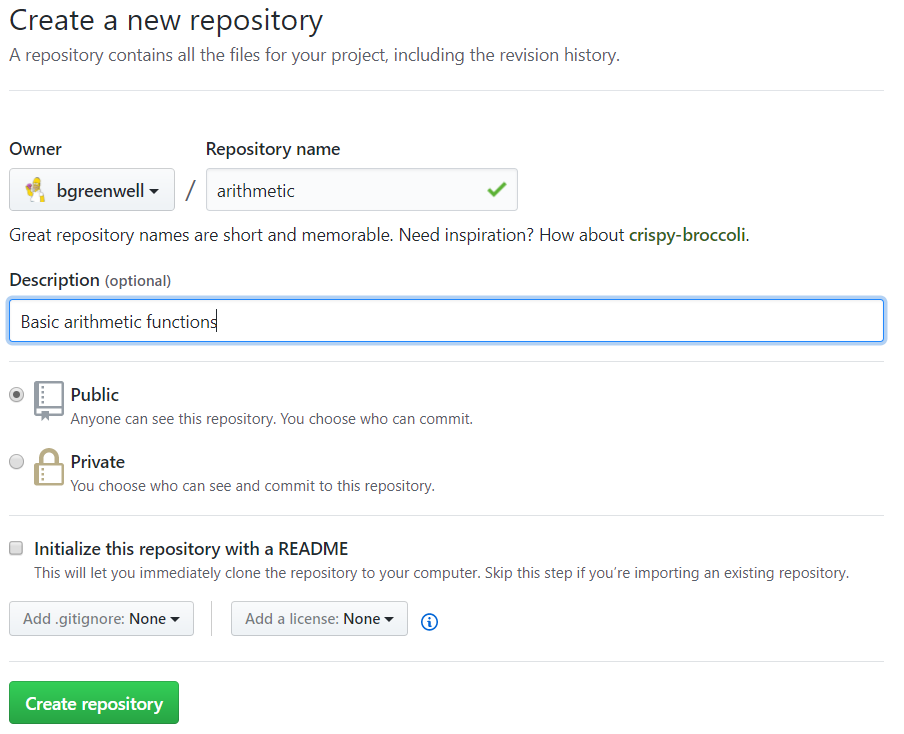 Create a new repository
A repository contains all the files for your project, including the revision history.
Owner
Repository name
bgreenwell / arithmetic
Great repository names are short and memorable. Need inspiration? How about crispy-broccoli.
Description (optional)
Basic arithmetic functions
Public
Anyone can see this repository. You choose who can commit.
Private
You choose who can see and commit to this repository.
Initialize this repository with a README
This will let you immediately clone the repository to your computer. Skip this step if you’re importing an existing repository.
Add .gitignore: None
Add a license: None
Create repository